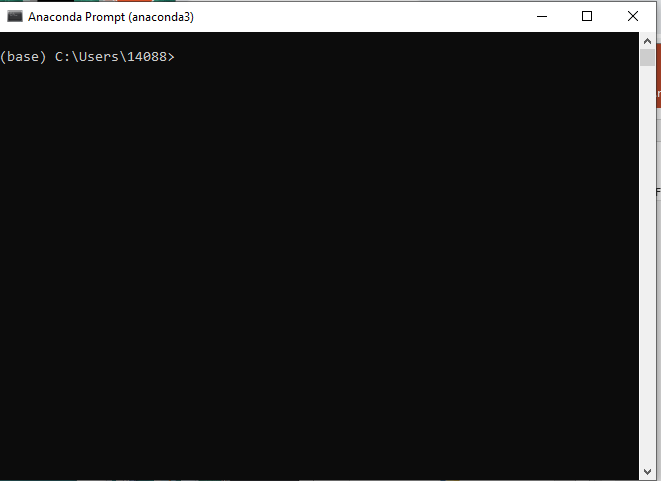 Anaconda Prompt (anaconda3)
(base) C:\Users\14088>
F